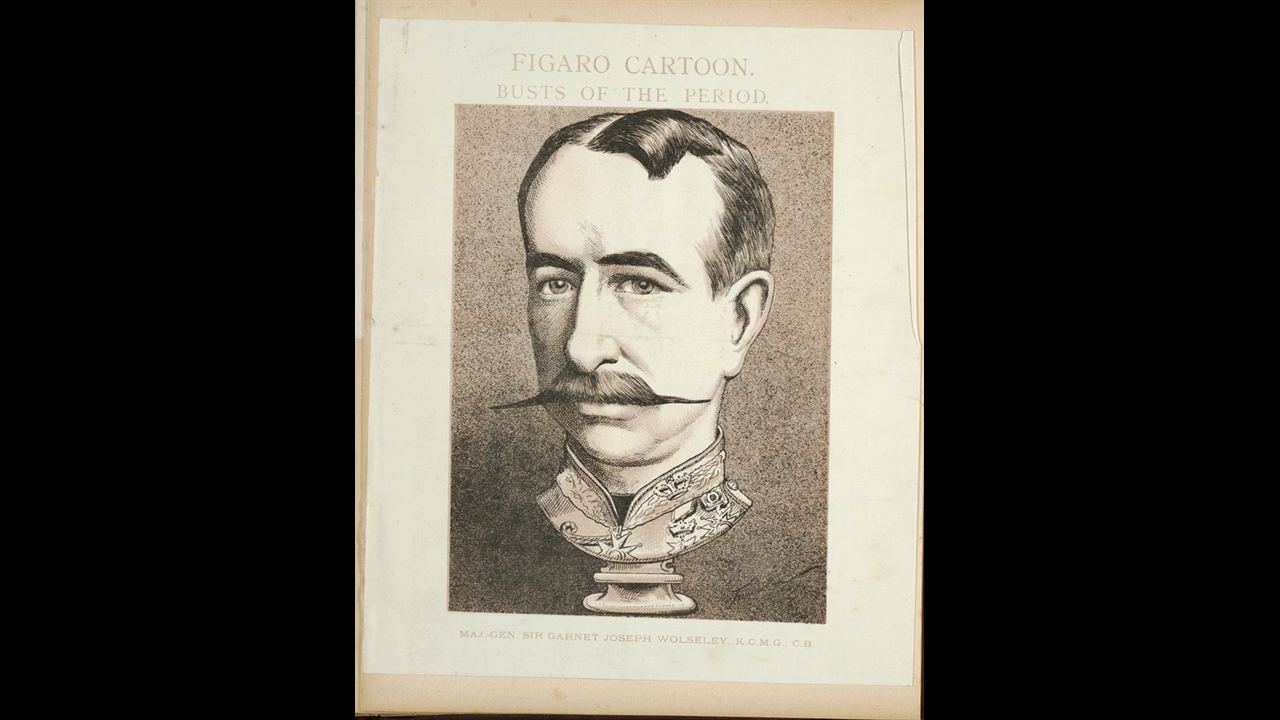 FIGARO CARTOON.
BUSTS OF THE PERIOD.
MAJ.-GEN. SIR GARNET JOSEPH WOLSELEY, K.C.M.G., C.B.